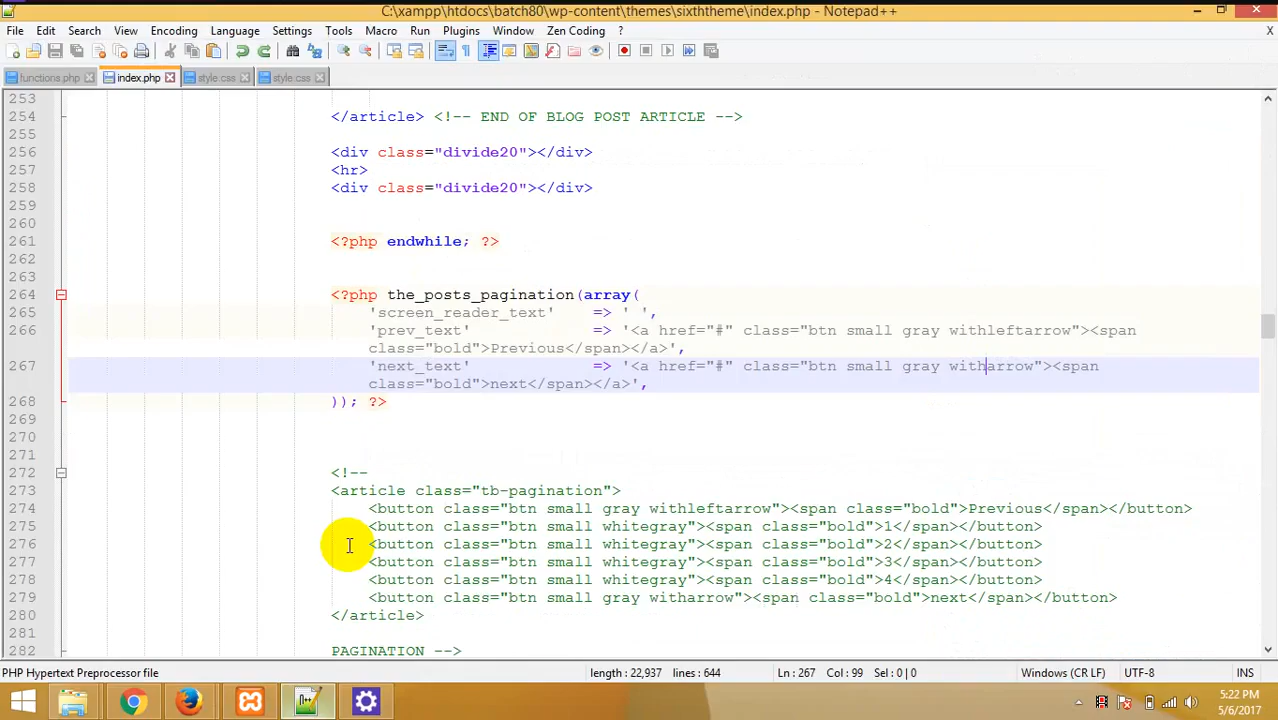 C:\xampp\htdocs\batch80\wp-content\themes\sixththeme\index.php - Notepad++
File Edit Search View Encoding Language Settings Tools Macro Run Plugins Window Zen Coding ? X
functions.php index.php style.css style.css
253
254 </article> <!-- END OF BLOG POST ARTICLE -->
255
256 <div class="divide20"></div>
257 <hr>
258 <div class="divide20"></div>
259
260
261 <?php endwhile; ?>
262
263
264 <?php the_posts_pagination(array(
265 'screen_reader_text' => ' ',
266 'prev_text' => '<a href="#" class="btn small gray withleftarrow"><span
class="bold">Previous</span></a>',
267 'next_text' => '<a href="#" class="btn small gray witharrow"><span
class="bold">next</span></a>',
268 )); ?>
269
270
271
272 <!--
273 <article class="tb-pagination">
274 <button class="btn small gray withleftarrow"><span class="bold">Previous</span></button>
275 <button class="btn small whitegray"><span class="bold">1</span></button>
276 <button class="btn small whitegray"><span class="bold">2</span></button>
277 <button class="btn small whitegray"><span class="bold">3</span></button>
278 <button class="btn small whitegray"><span class="bold">4</span></button>
279 <button class="btn small gray witharrow"><span class="bold">next</span></button>
280 </article>
281
282 PAGINATION -->
PHP Hypertext Preprocessor file length : 22,937 lines : 644 Ln : 267 Col : 99 Sel : 0 | 0 Windows (CR LF) UTF-8 INS
5:22 PM
5/6/2017